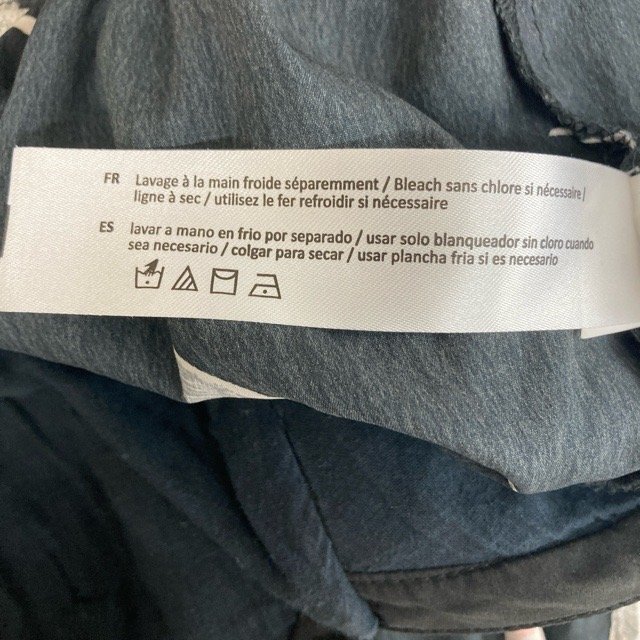 FR Lavage à la main froide séparemment / Bleach sans chlore si nécessaire /
ligne à sec / utilisez le fer refroidir si nécessaire
ES lavar a mano en frio por separado / usar solo blanqueador sin cloro cuando
sea necesario / colgar para secar / usar plancha fria si es necesario